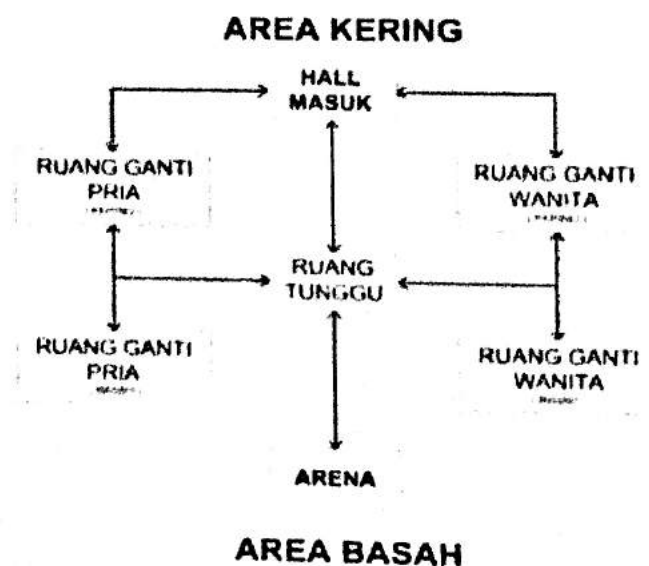 AREA KERING
HALL
MASUK
RUANG GANTI
PRIA
RUANG GANTI
WANITA
RUANG
TUNGGU
RUANG GANTI
PRIA
RUANG GANTI
WANITA
ARENA
AREA BASAH